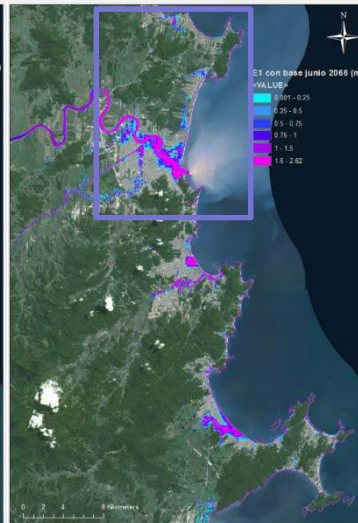 N
E1 con base junio 2066 (m
<VALUE>
0.001 - 0.25
0.25 - 0.5
0.5 - 0.75
0.75 - 1
1 - 1.5
1.5 - 2.62
0 2 4 8 Kilometers